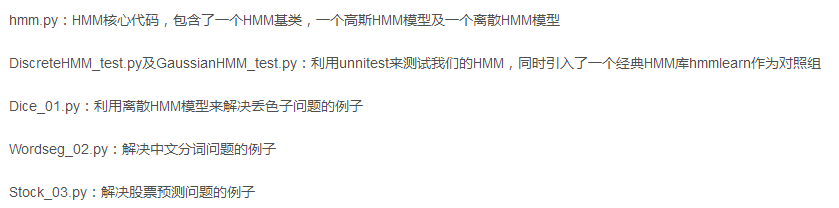 hmm.py：HMM核心代码，包含了一个HMM基类，一个高斯HMM模型及一个离散HMM模型
DiscreteHMM_test.py及GaussianHMM_test.py：利用unnitest来测试我们的HMM，同时引入了一个经典HMM库hmmlearn作为对照组
Dice_01.py：利用离散HMM模型来解决丢色子问题的例子
Wordseg_02.py：解决中文分词问题的例子
Stock_03.py：解决股票预测问题的例子